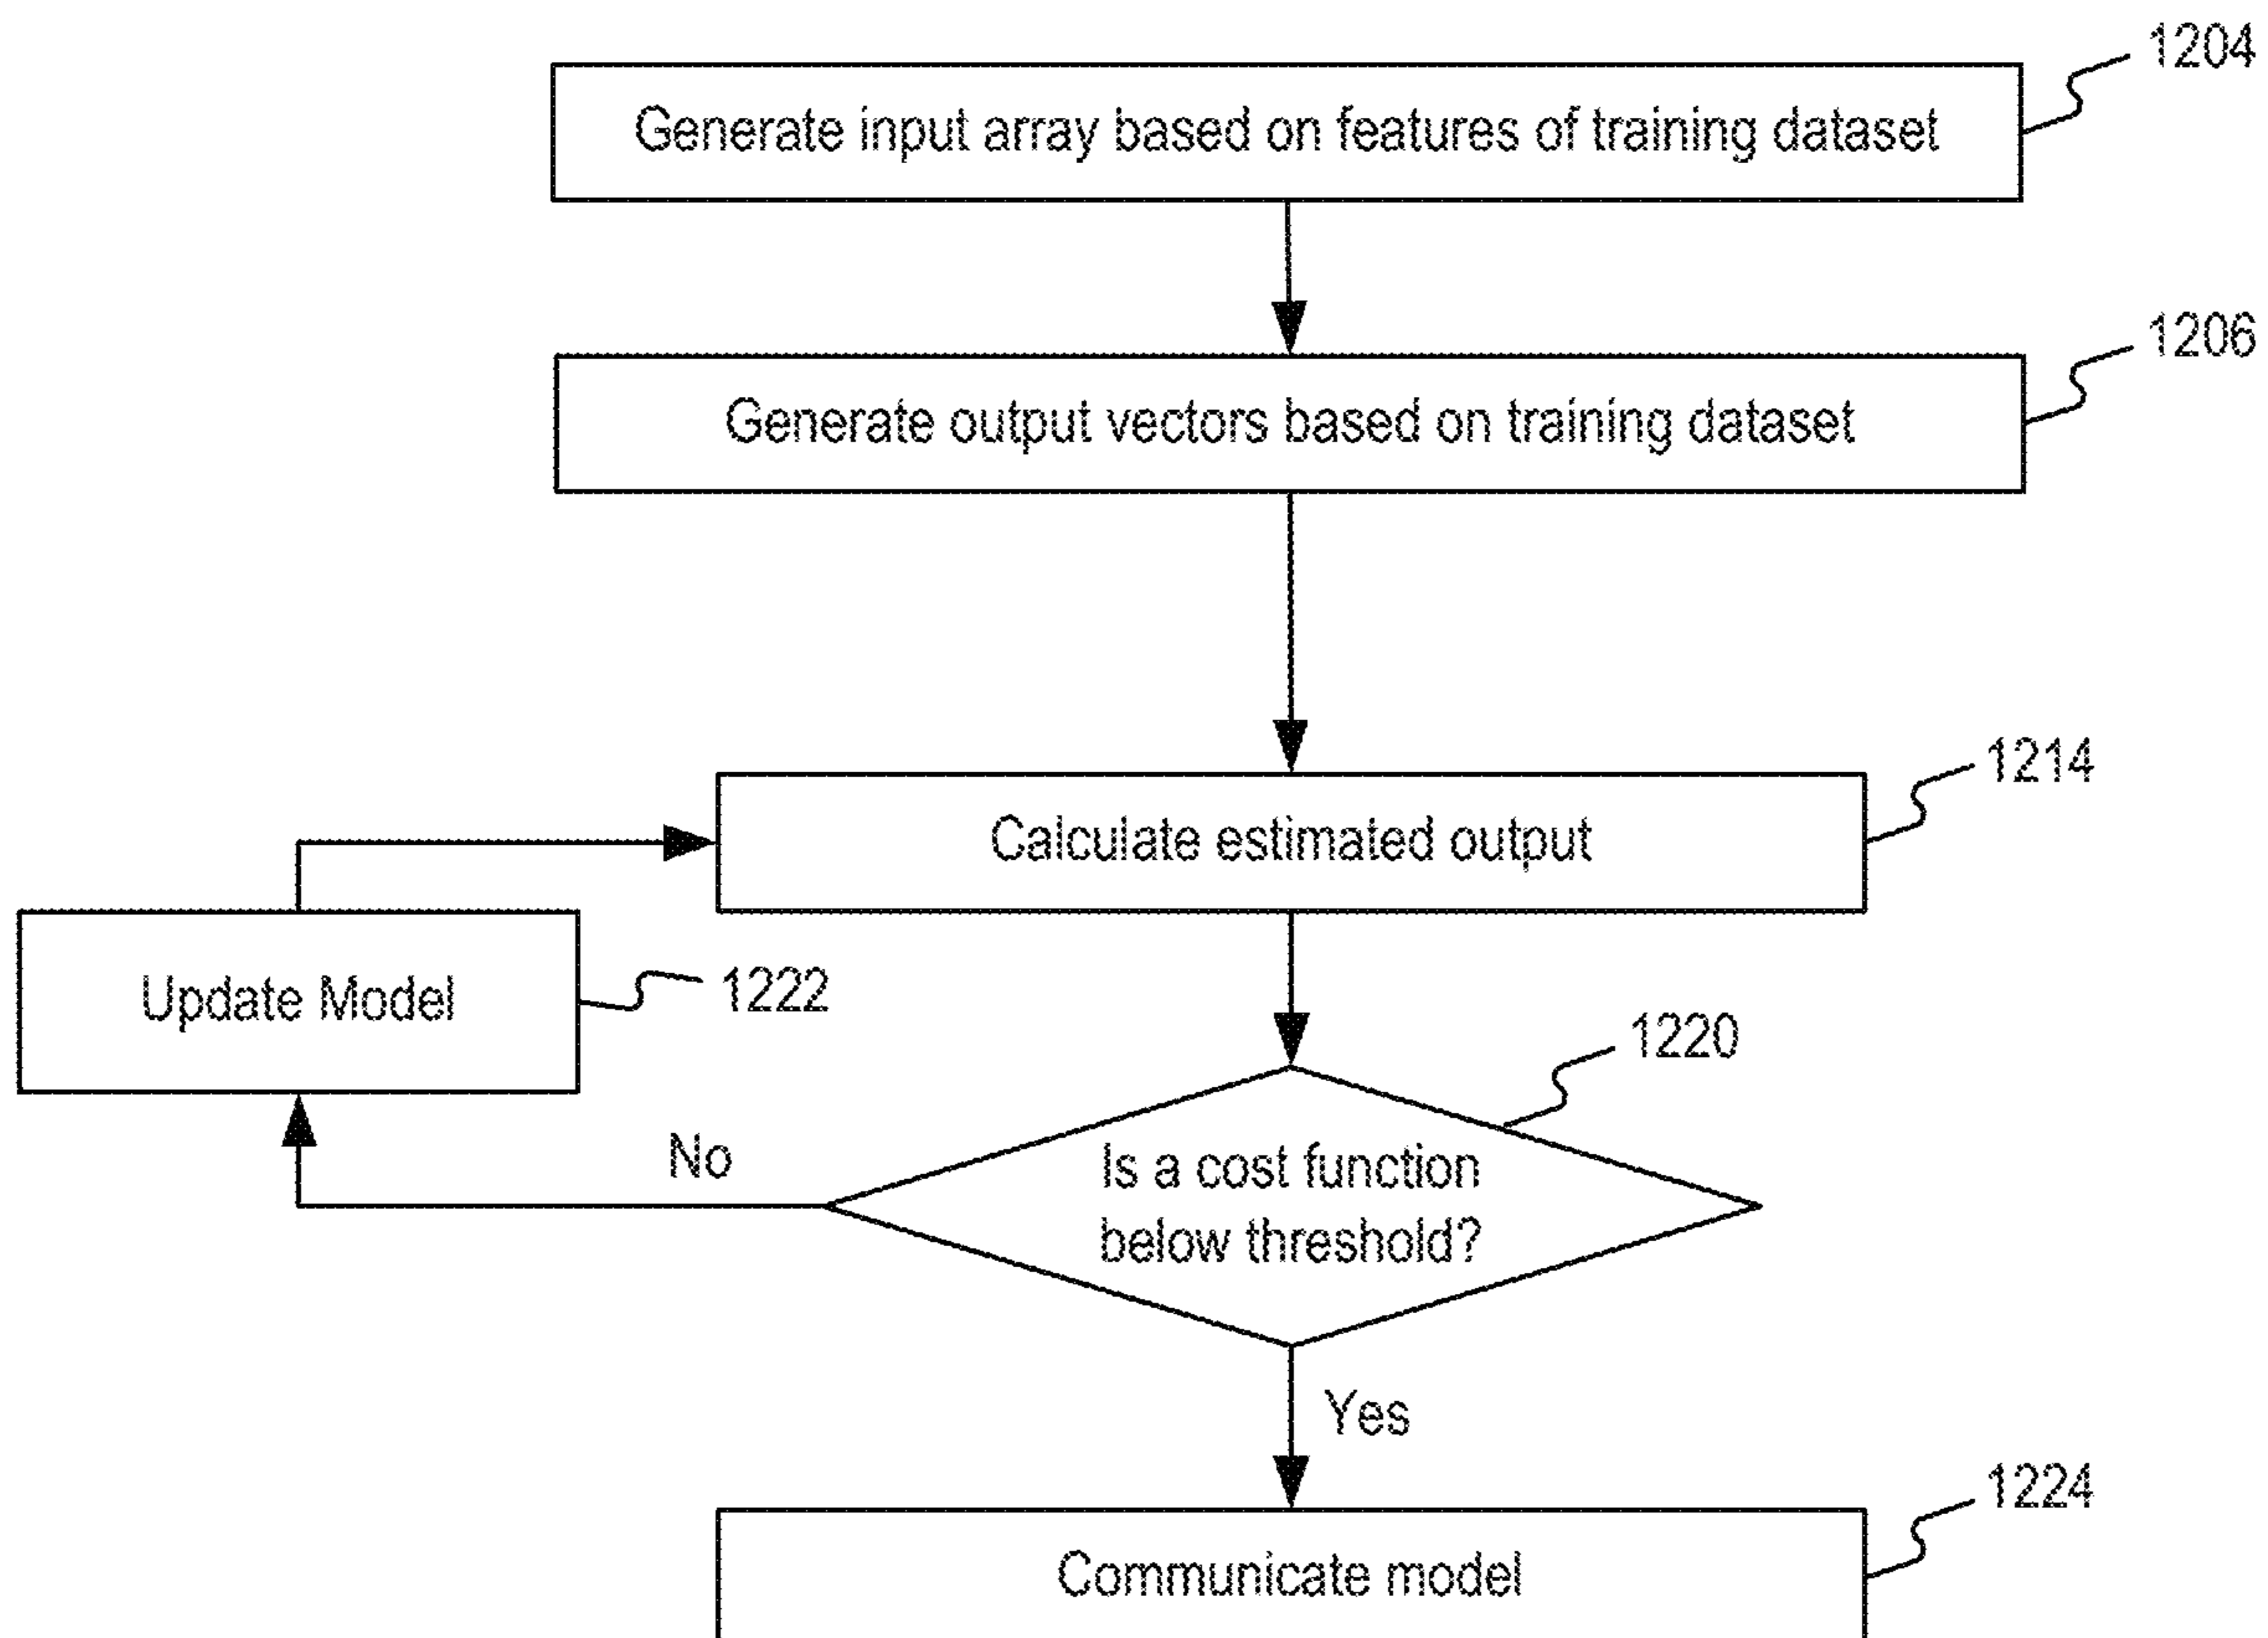 1204
Generate input array based on features of training dataset
1206
Generate output vectors based on training dataset
1214
Calculate estimated output
Update Model
1222
1220
No
Is a cost function
below threshold?
Yes
1224
Communicate model